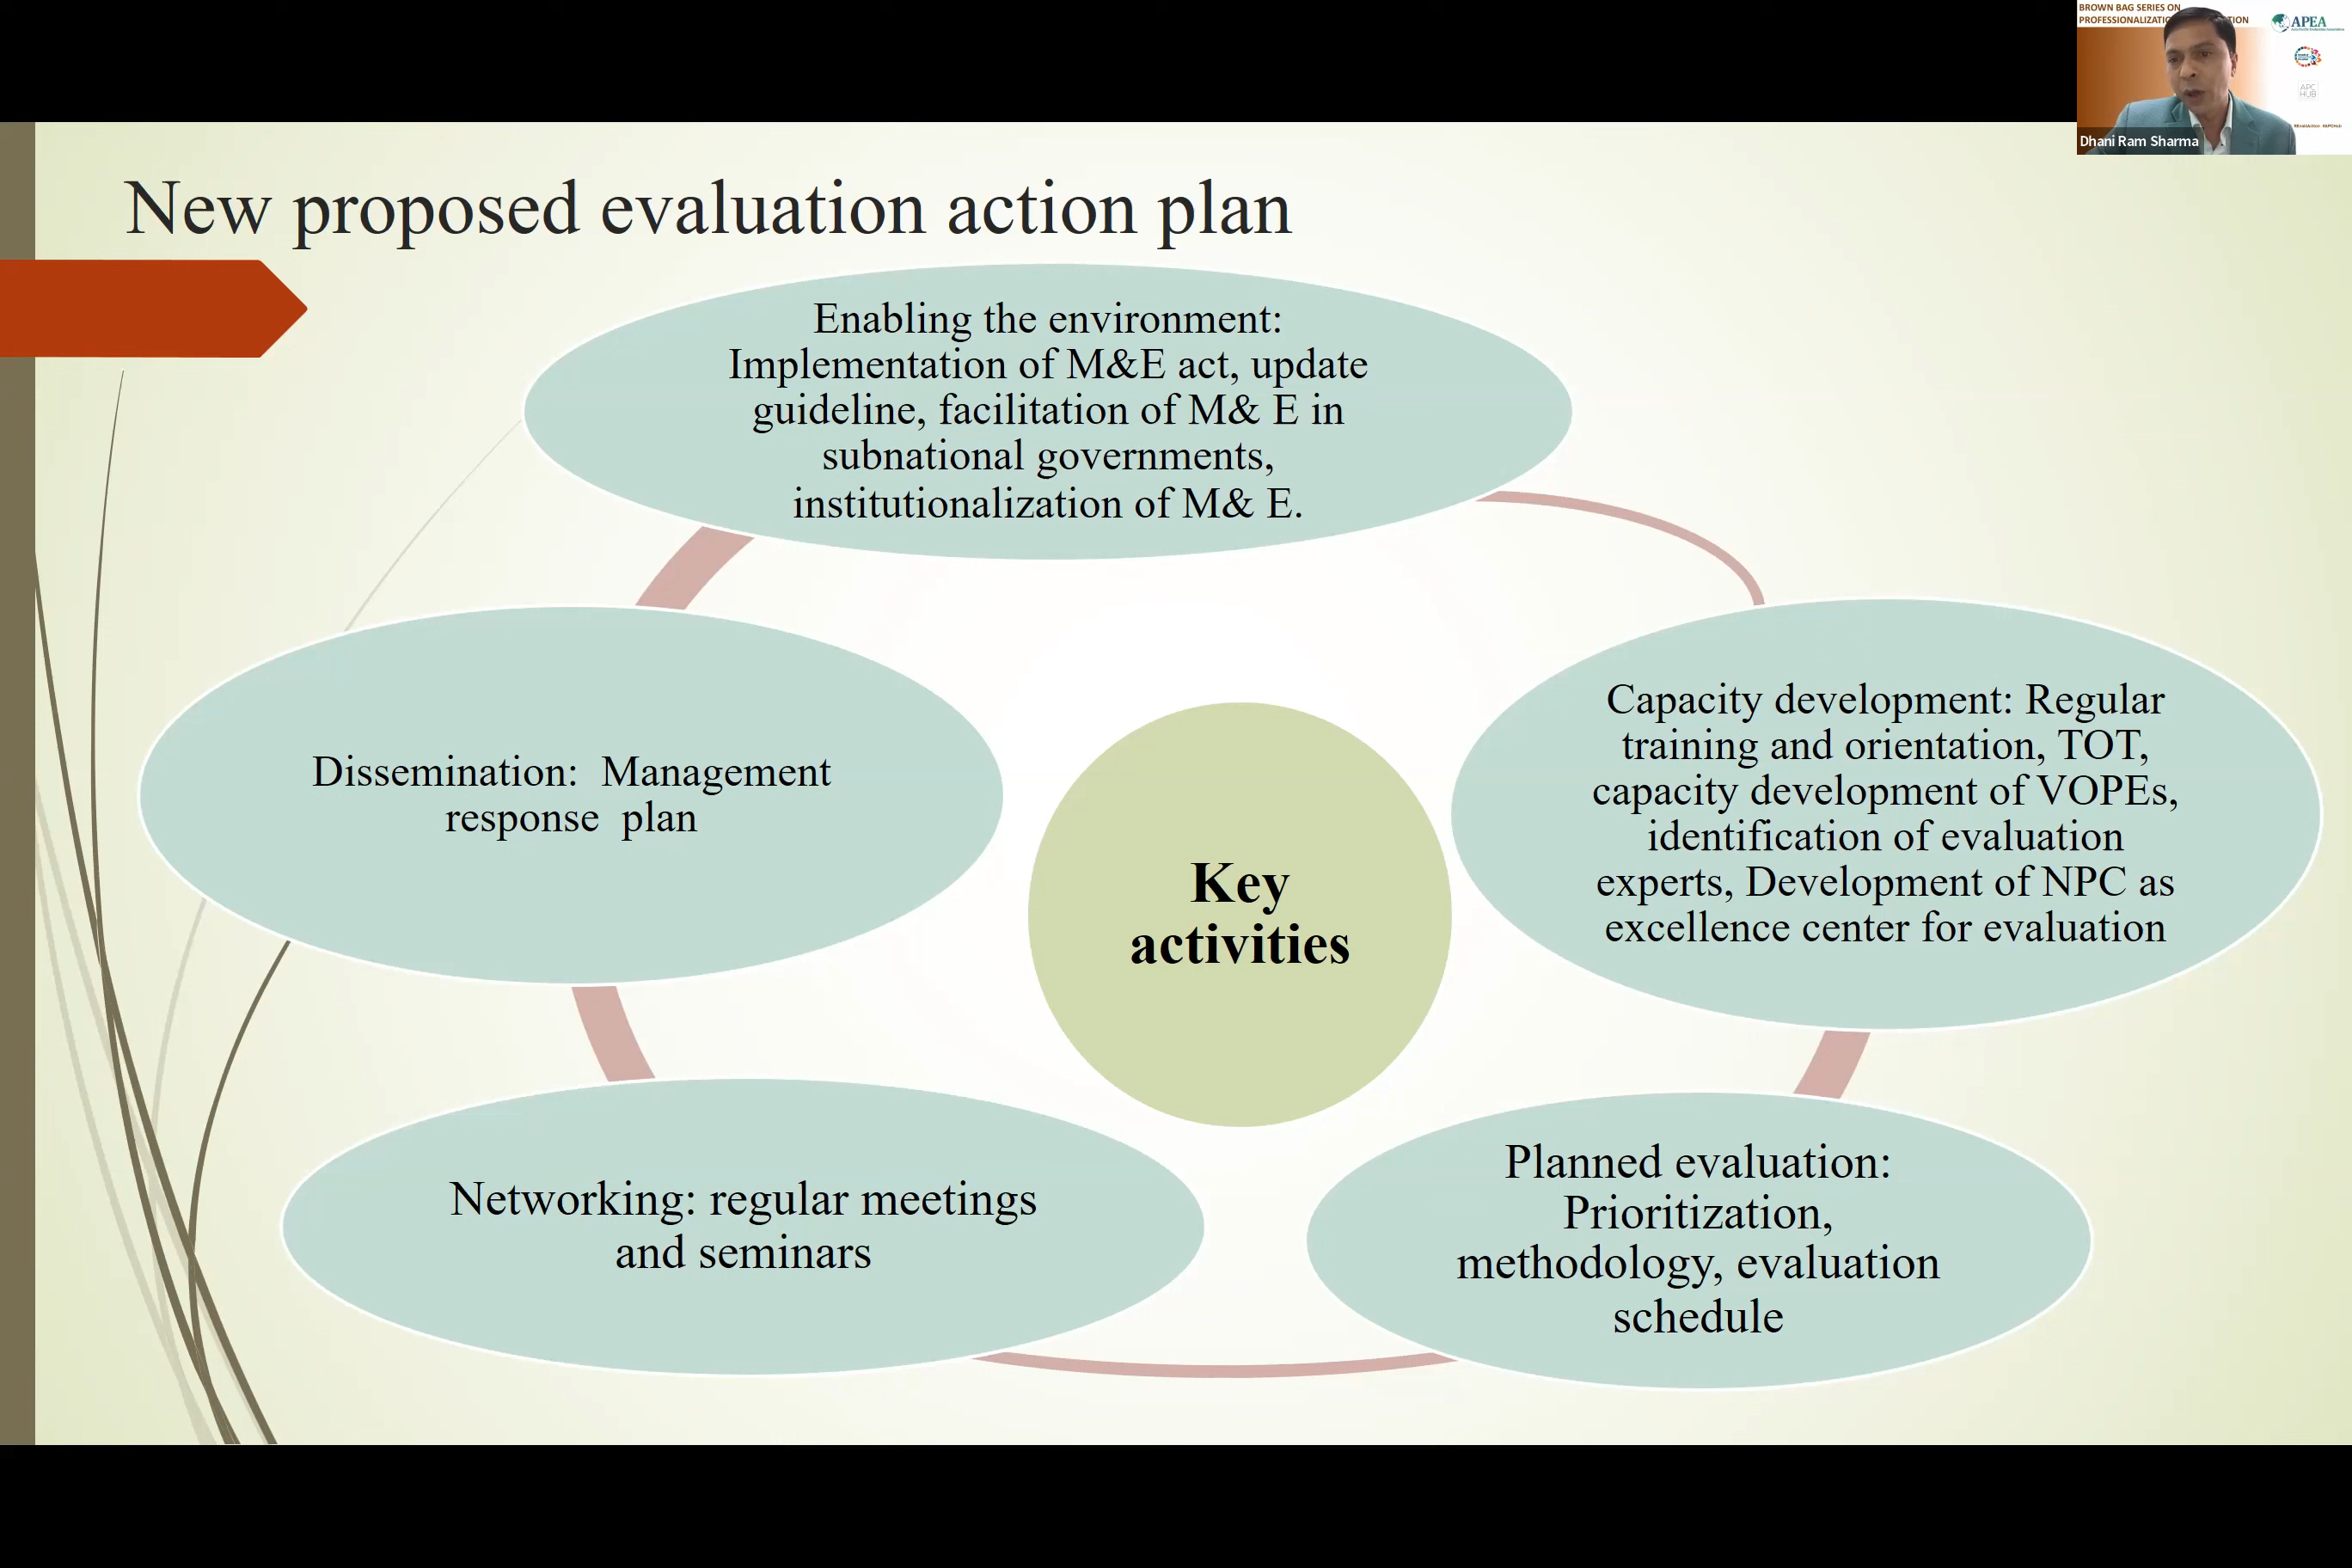 BROWN BAG SERIES ON
APEA
APC
HUB
Dhani Ram Sharma
New proposed evaluation action plan
Enabling the environment:
Implementation of M&E act, update
guideline, facilitation of M& E in
subnational governments,
institutionalization of M& E.
Capacity development: Regular
training and orientation, TOT,
capacity development of VOPEs,
identification of evaluation
experts, Development of NPC as
excellence center for evaluation
Dissemination:  Management
response  plan
Key
activities
Planned evaluation:
Prioritization,
methodology, evaluation
schedule
Networking: regular meetings
and seminars